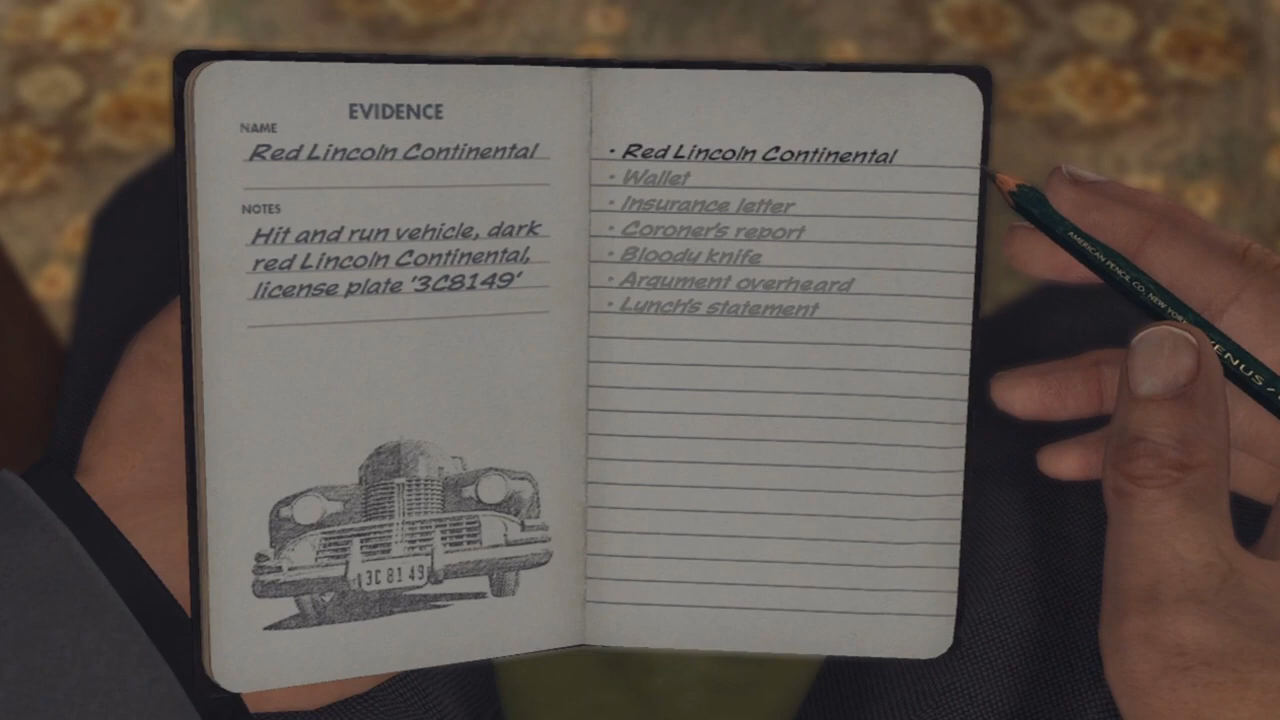 EVIDENCE
NAME
Red Lincoln Continental
NOTES
Hit and run vehicle, dark
red Lincoln Continental,
license plate '3C8149'
3C 81 49
• Red Lincoln Continental
• Wallet
• Insurance letter
• Coroner's report
• Bloody knife
• Argument overheard
• Lunch's statement
AMERICAN PENCIL CO. NEW YORK
VENUS